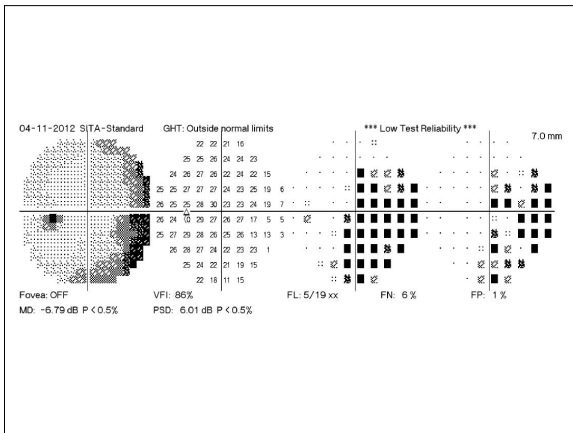 04-11-2012 SITA-Standard GHT: Outside normal limits *** Low Test Reliability ***
7.0 mm
22 22 21 16
25 25 26 24 24 23
24 26 27 26 22 24 22 15
25 25 27 27 27 24 23 25 19 6
26 25 25 28 30 23 23 24 19 7
26 24 0 29 27 26 27 17 5 5
25 27 29 28 26 25 26 13 13 3
26 28 27 24 22 23 23 1
25 24 22 21 19 15
22 18 11 15
Fovea: OFF VFI: 86% FL: 5/19 xx FN: 6 % FP: 1 %
MD: -6.79 dB P < 0.5% PSD: 6.01 dB P < 0.5%